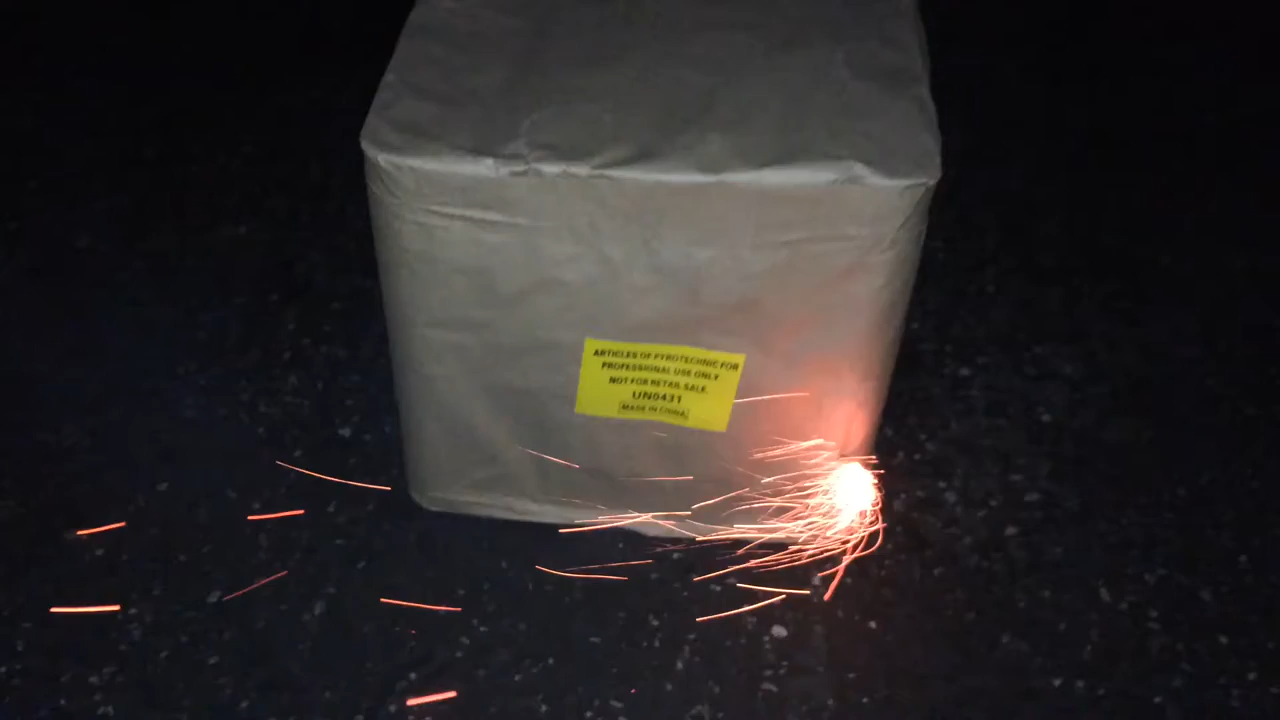 ARTICLES OF PYROTECHNIC FOR
PROFESSIONAL USE ONLY
NOT FOR RETAIL SALE.
UN0431
MADE IN CHINA